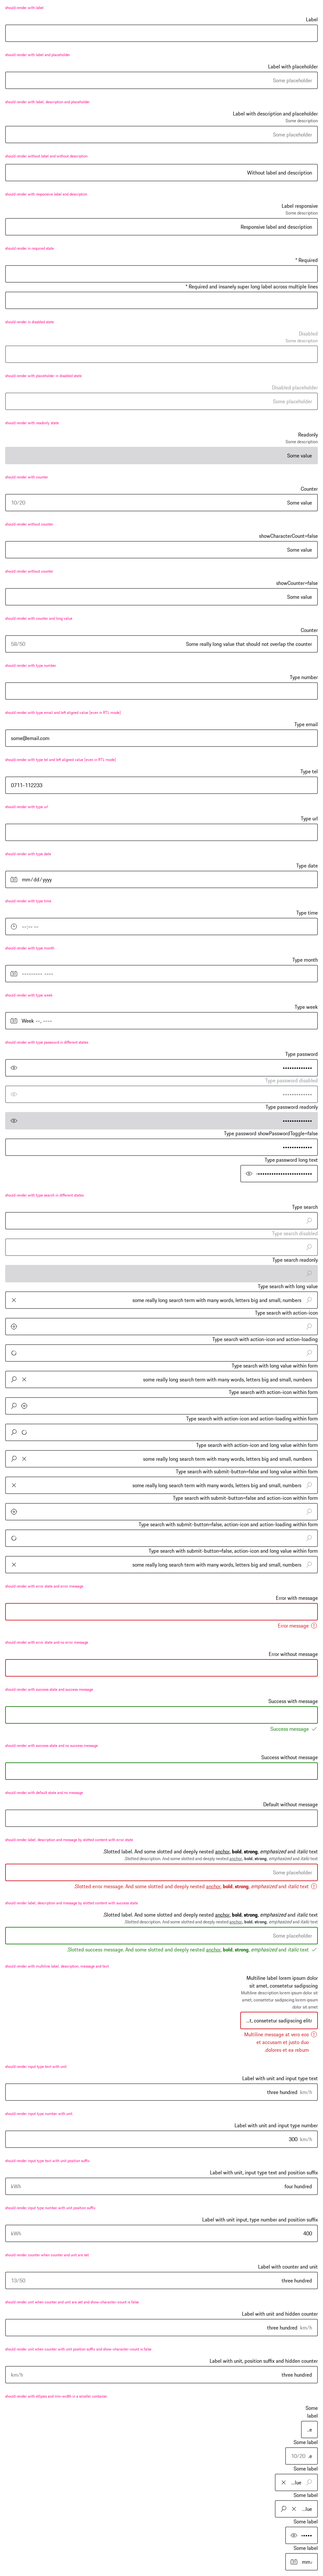 should render with label
Label
should render with label and placeholder
Label with placeholder
Some placeholder
should render with label, description and placeholder
Label with description and placeholder
Some description
Some placeholder
should render without label and without description
Without label and description
should render with responsive label and description
Label responsive
Some description
Responsive label and description
should render in required state
* Required
* Required and insanely super long label across multiple lines
should render in disabled state
Disabled
Some description
should render with placeholder in disabled state
Disabled placeholder
Some placeholder
should render with readonly state
Readonly
Some description
Some value
should render with counter
Counter
10/20 Some value
should render without counter
showCharacterCount=false
Some value
should render without counter
showCounter=false
Some value
should render with counter and long value
Counter
56/50 Some really long value that should not overlap the counter
should render with type number
Type number
should render with type email and left aligned value (even in RTL mode)
Type email
some@email.com
should render with type tel and left aligned value (even in RTL mode)
Type tel
0711-112233
should render with type url
Type url
should render with type date
Type date
mm/dd/yyyy
should render with type time
Type time
--:-- --
should render with type month
Type month
--------- ----
should render with type week
Type week
Week --, ----
should render with type password in different states
Type password
Type password disabled
Type password readonly
Type password showPasswordToggle=false
Type password long text
should render with type search in different states
Type search
Type search disabled
Type search readonly
Type search with long value
some really long search term with many words, letters big and small, numbers
Type search with action-icon
Type search with action-icon and action-loading
Type search with long value within form
some really long search term with many words, letters big and small, numbers
Type search with action-icon within form
Type search with action-icon and action-loading within form
Type search with action-icon and long value within form
some really long search term with many words, letters big and small, numbers
Type search with submit-button=false and long value within form
some really long search term with many words, letters big and small, numbers
Type search with submit-button=false and action-icon within form
Type search with submit-button=false, action-icon and action-loading within form
Type search with submit-button=false, action-icon and long value within form
some really long search term with many words, letters big and small, numbers
should render with error state and error message
Error with message
Error message
should render with error state and no error message
Error without message
should render with success state and success message
Success with message
Success message
should render with success state and no success message
Success without message
should render with default state and no message
Default without message
should render label, description and message by slotted content with error state
.Slotted label. And some slotted and deeply nested anchor, bold, strong, emphasized and italic text
.Slotted description. And some slotted and deeply nested anchor, bold, strong, emphasized and italic text
Some placeholder
.Slotted error message. And some slotted and deeply nested anchor, bold, strong, emphasized and italic text
should render label, description and message by slotted content with success state
.Slotted label. And some slotted and deeply nested anchor, bold, strong, emphasized and italic text
.Slotted description. And some slotted and deeply nested anchor, bold, strong, emphasized and italic text
Some placeholder
.Slotted success message. And some slotted and deeply nested anchor, bold, strong, emphasized and italic text
should render with multiline label, description, message and text
Multiline label lorem ipsum dolor
sit amet, consetetur sadipscing
Multiline description lorem ipsum dolor sit
amet, consetetur sadipscing lorem ipsum
dolor sit amet
...t, consetetur sadipscing elitr
Multiline message at vero eos
et accusam et justo duo
.dolores et ea rebum
should render input type text with unit
Label with unit and input type text
three hundred km/h
should render input type number with unit
Label with unit and input type number
300 km/h
should render input type text with unit position suffix
Label with unit, input type text and position suffix
kWh four hundred
should render input type number with unit position suffix
Label with unit input, type number and position suffix
kWh 400
should render counter when counter and unit are set
Label with counter and unit
13/50 three hundred
should render unit when counter and unit are set and show-character-count is false
Label with unit and hidden counter
three hundred km/h
should render unit when counter with unit position suffix and show-character-count is false
Label with unit, position suffix and hidden counter
km/h three hundred
should render with ellipsis and min-width in a smaller container
Some
label
Some label
10/20
Some label
...lue
Some label
...lue
Some label
Some label